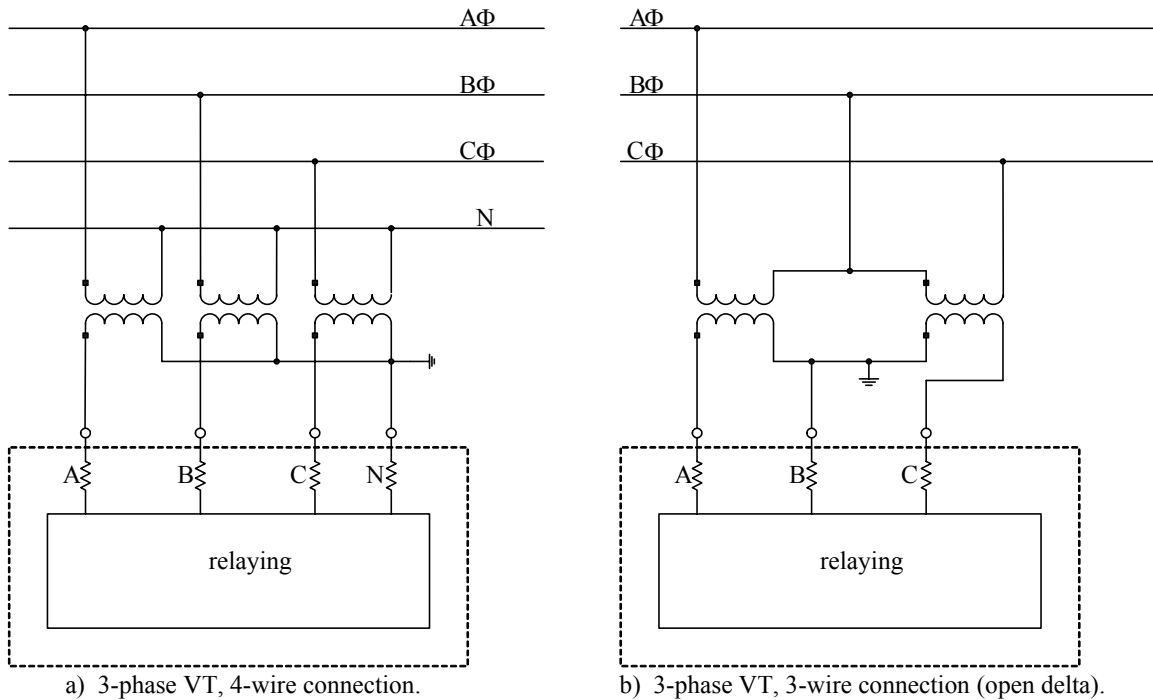 AΦ
BΦ
CΦ
N
A
B
C
N
relaying
a) 3-phase VT, 4-wire connection.
AΦ
BΦ
CΦ
A
B
C
relaying
b) 3-phase VT, 3-wire connection (open delta).